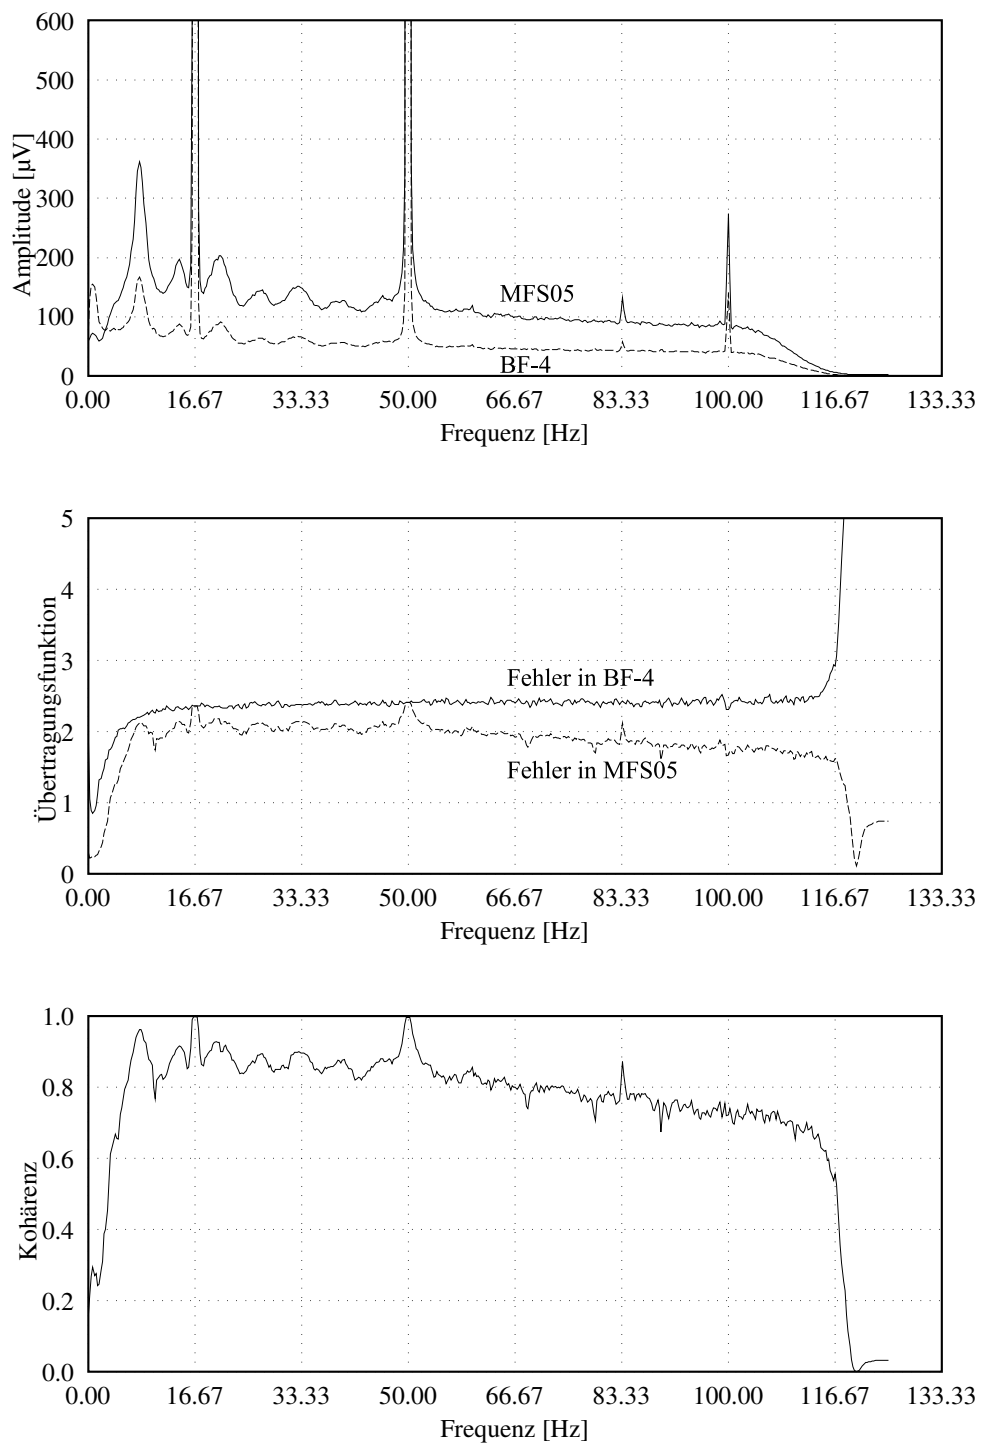 600
500
400
300
200
100
0
Amplitude [µV]
MFS05
BF-4
0.00 16.67 33.33 50.00 66.67 83.33 100.00 116.67 133.33
Frequenz [Hz]
5
4
3
2
1
0
Übertragungsfunktion
Fehler in BF-4
Fehler in MFS05
0.00 16.67 33.33 50.00 66.67 83.33 100.00 116.67 133.33
Frequenz [Hz]
1.0
0.8
0.6
0.4
0.2
0.0
Kohärenz
0.00 16.67 33.33 50.00 66.67 83.33 100.00 116.67 133.33
Frequenz [Hz]